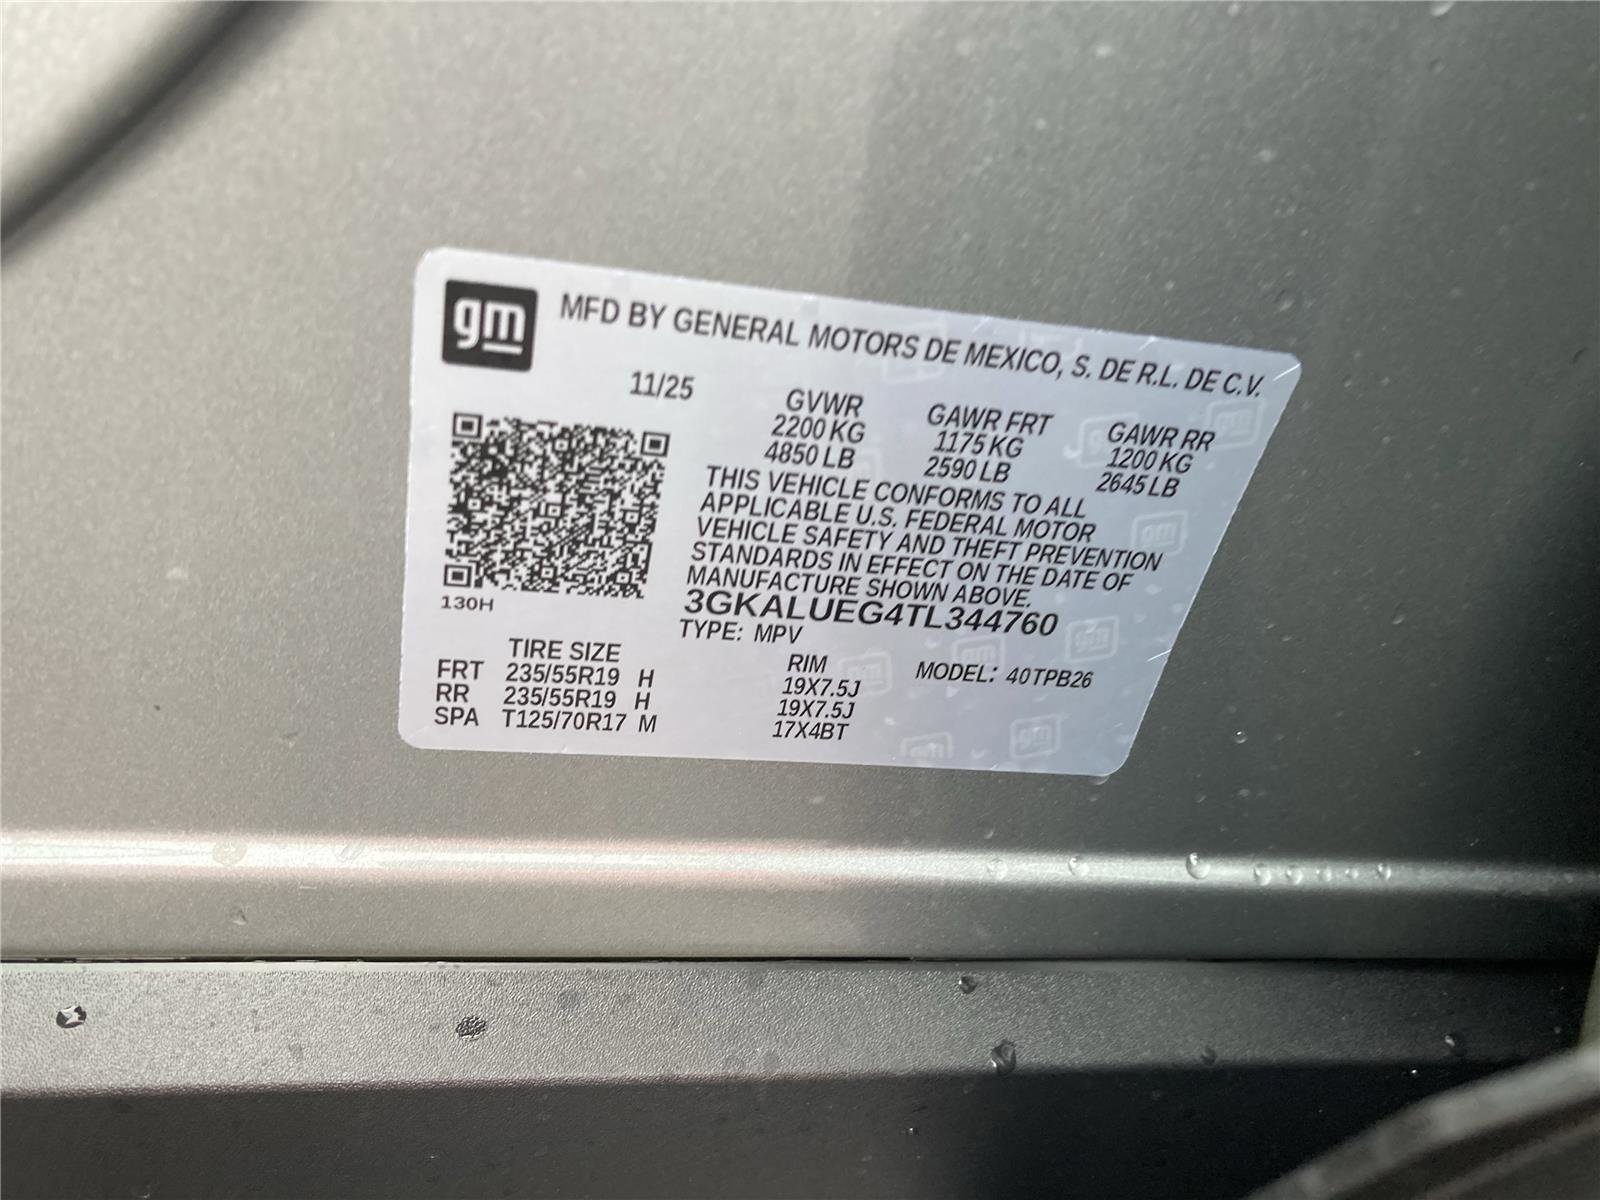 gm MFD BY GENERAL MOTORS DE MEXICO, S. DE R.L. DE C.V.
11/25 GVWR GAWR FRT GAWR RR
2200 KG 1175 KG 1200 KG
4850 LB 2590 LB 2645 LB
THIS VEHICLE CONFORMS TO ALL
APPLICABLE U.S. FEDERAL MOTOR
VEHICLE SAFETY AND THEFT PREVENTION
STANDARDS IN EFFECT ON THE DATE OF
MANUFACTURE SHOWN ABOVE.
130H
3GKALUEG4TL344760
TYPE: MPV MODEL: 40TPB26
TIRE SIZE RIM
FRT 235/55R19 H 19X7.5J
RR 235/55R19 H 19X7.5J
SPA T125/70R17 M 17X4BT